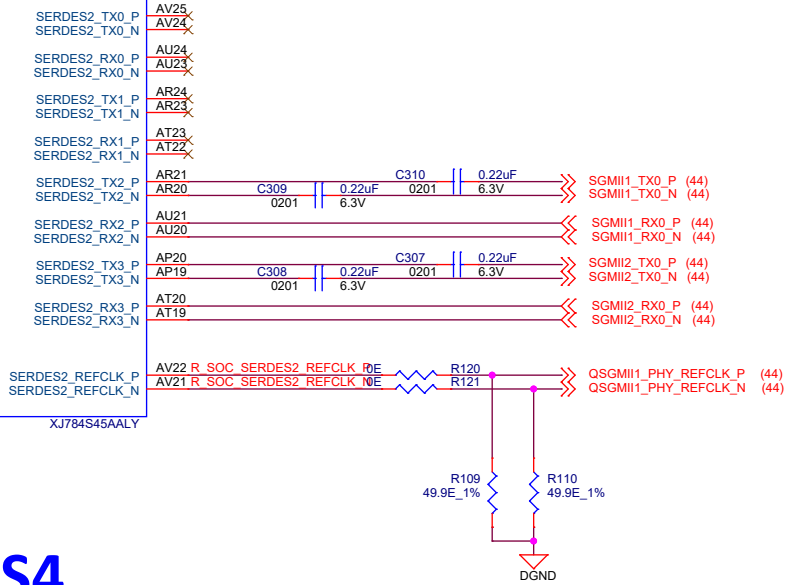 SERDES2_TX0_P AV25
SERDES2_TX0_N AV24
SERDES2_RX0_P AU24
SERDES2_RX0_N AU23
SERDES2_TX1_P AR24
SERDES2_TX1_N AR23
SERDES2_RX1_P AT23
SERDES2_RX1_N AT22
SERDES2_TX2_P AR21 C310 0.22uF SGMII1_TX0_P (44)
SERDES2_TX2_N AR20 C309 0.22uF 0201 6.3V SGMII1_TX0_N (44)
0201 6.3V
SERDES2_RX2_P AU21 SGMII1_RX0_P (44)
SERDES2_RX2_N AU20 SGMII1_RX0_N (44)
SERDES2_TX3_P AP20 C307 0.22uF SGMII2_TX0_P (44)
SERDES2_TX3_N AP19 C308 0.22uF 0201 6.3V SGMII2_TX0_N (44)
0201 6.3V
SERDES2_RX3_P AT20 SGMII2_RX0_P (44)
SERDES2_RX3_N AT19 SGMII2_RX0_N (44)
SERDES2_REFCLK_P AV22 R_SOC_SERDES2_REFCLK_P 0E R120 QSGMII1_PHY_REFCLK_P (44)
SERDES2_REFCLK_N AV21 R_SOC_SERDES2_REFCLK_N 0E R121 QSGMII1_PHY_REFCLK_N (44)
XJ784S45AALY
R109 R110
49.9E_1% 49.9E_1%
S4
DGND